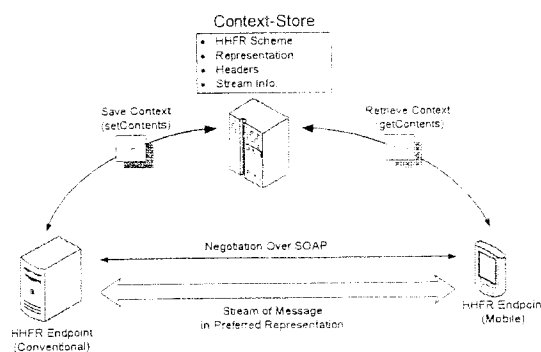 Context-Store
• HHFR Scheme
• Representation
• Headers
• Stream Info.
Save Context
(setContents)
Retrieve Context
getContents)
Negotiation Over SOAP
Stream of Message
in Preferred Representation
HHFR Endpoint
(Conventional)
HHFR Endpoin
(Mobile)